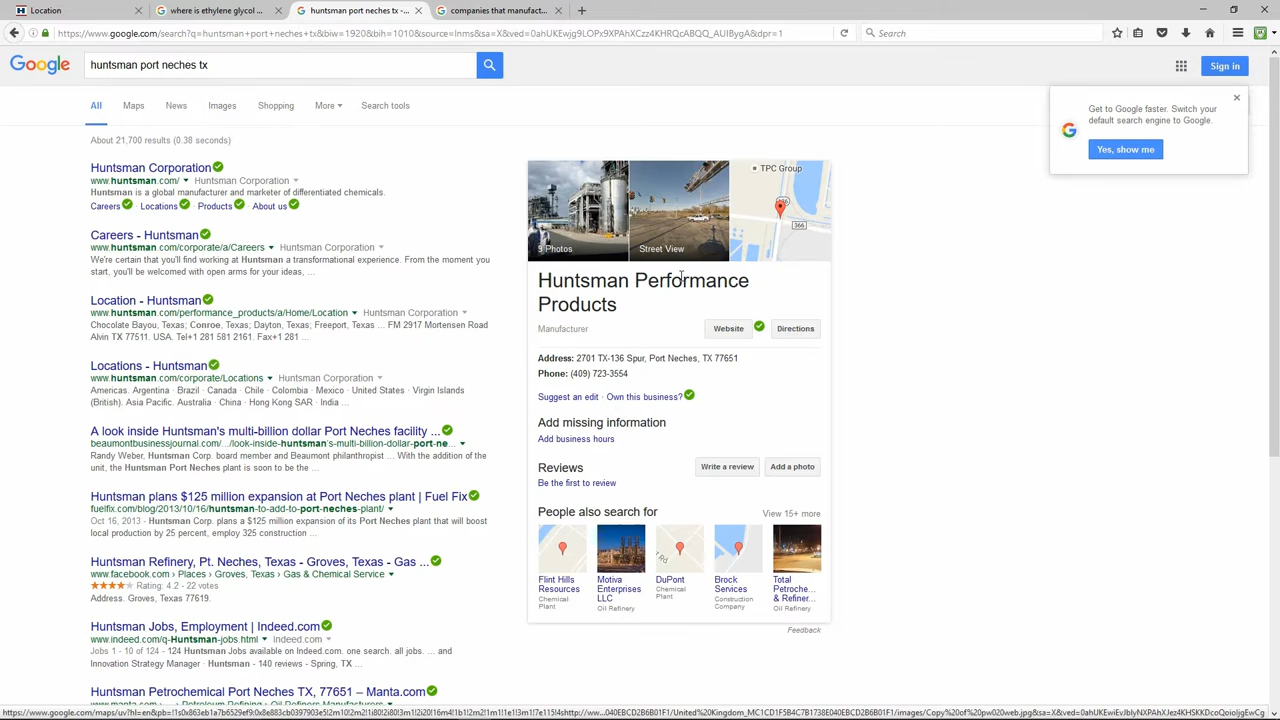 Location
where is ethylene glycol ...
huntsman port neches tx -...
companies that manufact...
https://www.google.com/search?q=huntsman+port+neches+tx&biw=1920&bih=1010&source=lnms&sa=X&ved=0ahUKEwjg9LOPx9XPAhXCzz4KHRQcABQQ_AUIBygA&dpr=1
Search
Google
huntsman port neches tx
Sign in
All
Maps
News
Images
Shopping
More
Search tools
Get to Google faster. Switch your
default search engine to Google.
Yes, show me
About 21,700 results (0.38 seconds)
Huntsman Corporation
www.huntsman.com/ Huntsman Corporation
Huntsman is a global manufacturer and marketer of differentiated chemicals.
Careers Locations Products About us
Careers - Huntsman
www.huntsman.com/corporate/a/Careers Huntsman Corporation
We're certain that you'll find working at Huntsman a transformational experience. From the moment you
start, you'll be welcomed with open arms for your ideas, ...
Location - Huntsman
www.huntsman.com/performance_products/a/Home/Location Huntsman Corporation
Chocolate Bayou, Texas; Conroe, Texas; Dayton, Texas; Freeport, Texas ... FM 2917 Mortensen Road
Alvin TX 77511. USA. Tel+1 281 581 2161. Fax+1 281 ...
Locations - Huntsman
www.huntsman.com/corporate/Locations Huntsman Corporation
Americas. Argentina · Brazil · Canada · Chile · Colombia · Mexico · United States · Virgin Islands
(British). Asia Pacific. Australia · China · Hong Kong SAR · India ...
A look inside Huntsman's multi-billion-dollar Port Neches facility ...
beaumontbusinessjournal.com/.../look-inside-huntsman's-multi-billion-dollar-port-ne...
Randy Weber, Huntsman Corp. board member and Beaumont philanthropist ... With the addition of the
unit, the Huntsman Port Neches plant is soon to be the ...
Huntsman plans $125 million expansion at Port Neches plant | Fuel Fix
fuelfix.com/blog/2013/10/16/huntsman-to-add-to-port-neches-plant/
Oct 16, 2013 - Huntsman Corp. plans a $125 million expansion of its Port Neches plant that will boost
local production by 25 percent, employ 325 construction ...
Huntsman Refinery, Pt. Neches, Texas - Groves, Texas - Gas ...
www.facebook.com › Places › Groves, Texas › Gas & Chemical Service
Rating: 4.2 - 22 votes
Address. Groves, Texas 77619.
Huntsman Jobs, Employment | Indeed.com
www.indeed.com/q-Huntsman-jobs.html Indeed.com
Jobs 1 - 10 of 124 - 124 Huntsman Jobs available on Indeed.com. one search. all jobs. ... and
Innovation Strategy Manager · Huntsman - 140 reviews - Spring, TX ...
Huntsman Petrochemical Port Neches TX, 77651 – Manta.com
TPC Group
366
366
9 Photos
Street View
Huntsman Performance
Products
Manufacturer
Website
Directions
Address: 2701 TX-136 Spur, Port Neches, TX 77651
Phone: (409) 723-3554
Suggest an edit · Own this business?
Add missing information
Add business hours
Reviews
Write a review
Add a photo
Be the first to review
People also search for
View 15+ more
Flint Hills
Resources
Chemical
Plant
Motiva
Enterprises
LLC
Oil Refinery
Rd
DuPont
Chemical
Plant
Brock
Services
Construction
Company
Total
Petroche...
& Refiner...
Oil Refinery
Feedback